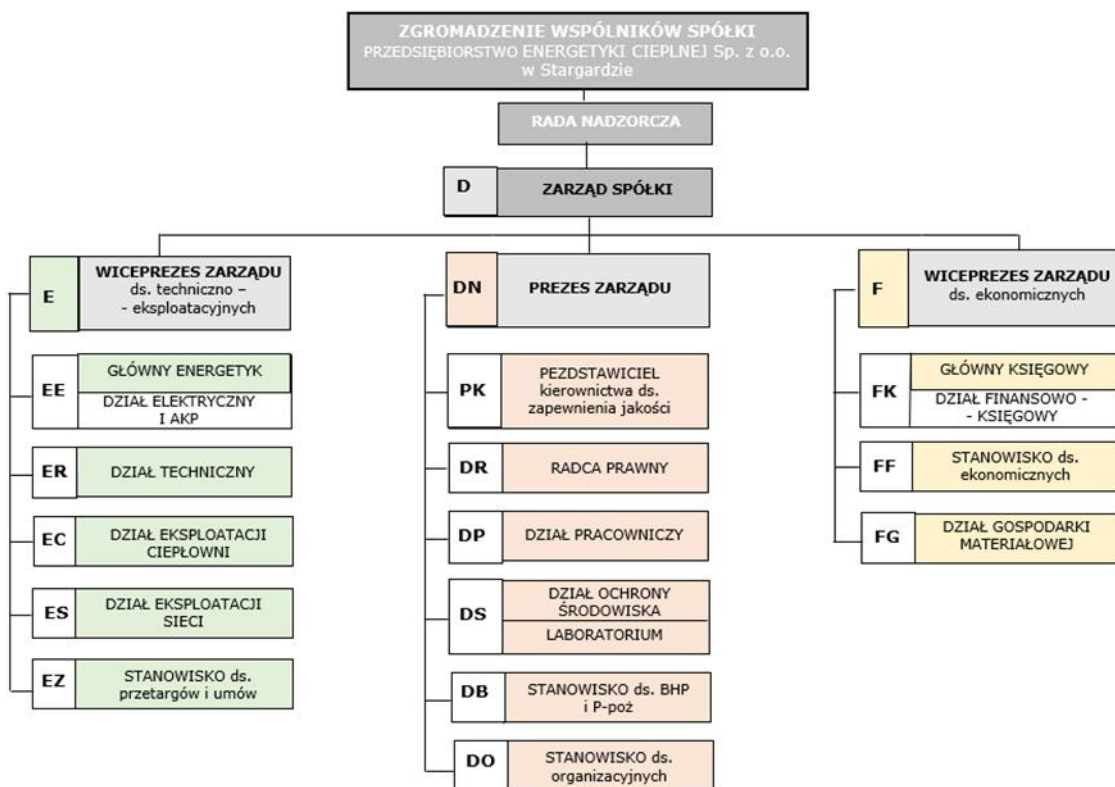 ZGROMADZENIE WSPÓLNIKÓW SPÓŁKI
PRZEDSIĘBIORSTWO ENERGETYKI CIEPLNEJ Sp. z o.o.
w Stargardzie
RADA NADZORCZA
D
ZARZĄD SPÓŁKI
E
WICEPREZES ZARZĄDU
ds. techniczno –
- eksploatacyjnych
EE
GŁÓWNY ENERGETYK
DZIAŁ ELEKTRYCZNY
I AKP
ER
DZIAŁ TECHNICZNY
EC
DZIAŁ EKSPLOATACJI
CIEPŁOWNI
ES
DZIAŁ EKSPLOATACJI
SIECI
EZ
STANOWISKO ds.
przetargów i umów
DN
PREZES ZARZĄDU
PK
PEZDSTAWICIEL
kierownictwa ds.
zapewnienia jakości
DR
RADCA PRAWNY
DP
DZIAŁ PRACOWNICZY
DS
DZIAŁ OCHRONY
ŚRODOWISKA
LABORATORIUM
DB
STANOWISKO ds. BHP
i P-poż
DO
STANOWISKO ds.
organizacyjnych
F
WICEPREZES ZARZĄDU
ds. ekonomicznych
FK
GŁÓWNY KSIĘGOWY
DZIAŁ FINANSOWO -
- KSIĘGOWY
FF
STANOWISKO ds.
ekonomicznych
FG
DZIAŁ GOSPODARKI
MATERIAŁOWEJ